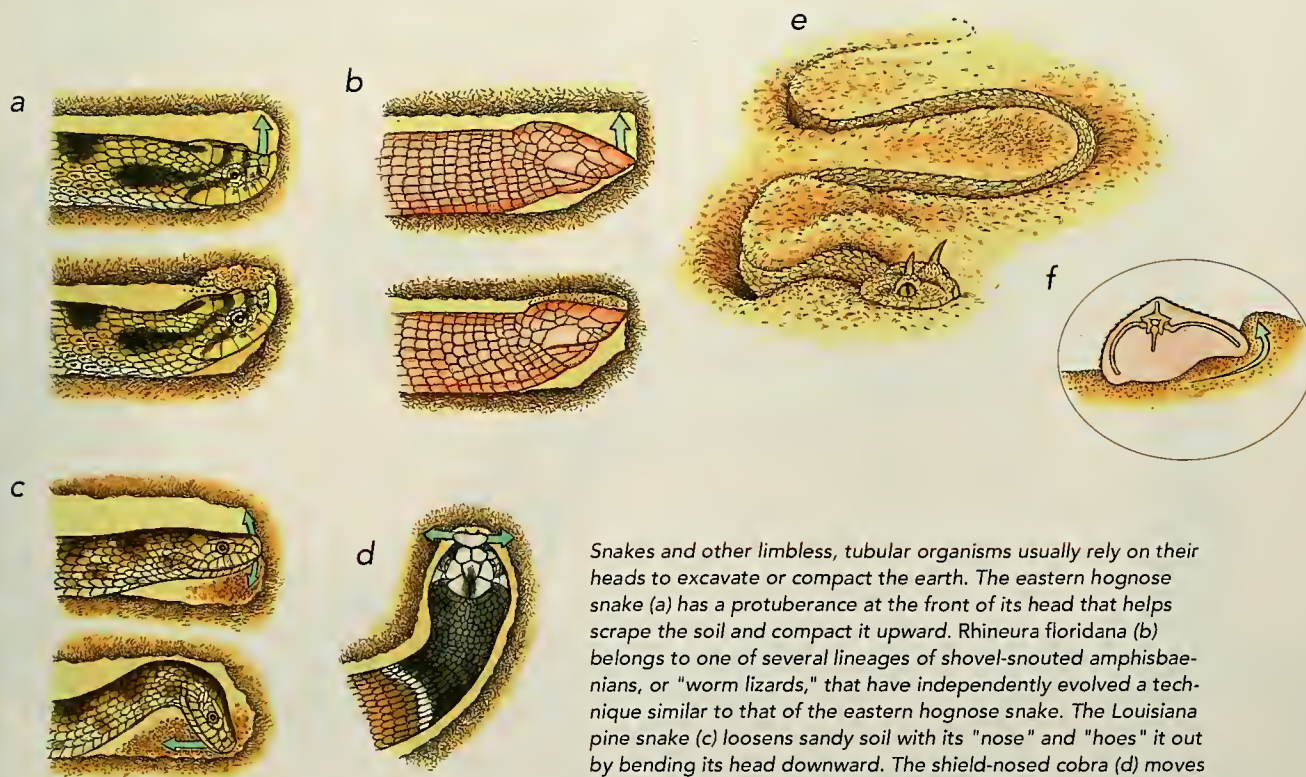 a
b
e
f
c
d
Snakes and other limbless, tubular organisms usually rely on their
heads to excavate or compact the earth. The eastern hognose
snake (a) has a protuberance at the front of its head that helps
scrape the soil and compact it upward. Rhineura floridana (b)
belongs to one of several lineages of shovel-snouted amphisbae-
nians, or "worm lizards," that have independently evolved a tech-
nique similar to that of the eastern hognose snake. The Louisiana
pine snake (c) loosens sandy soil with its "nose" and "hoes" it out
by bending its head downward. The shield-nosed cobra (d) moves